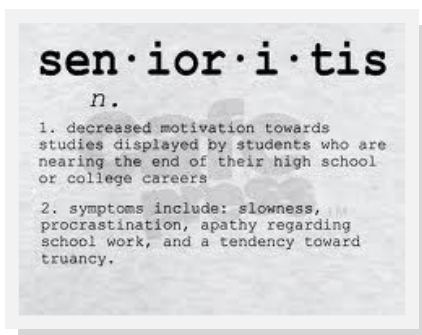 sen·ior·i·tis
n.
1. decreased motivation towards
studies displayed by students who are
nearing the end of their high school
or college careers
2. symptoms include: slowness,
procrastination, apathy regarding
school work, and a tendency toward
truancy.